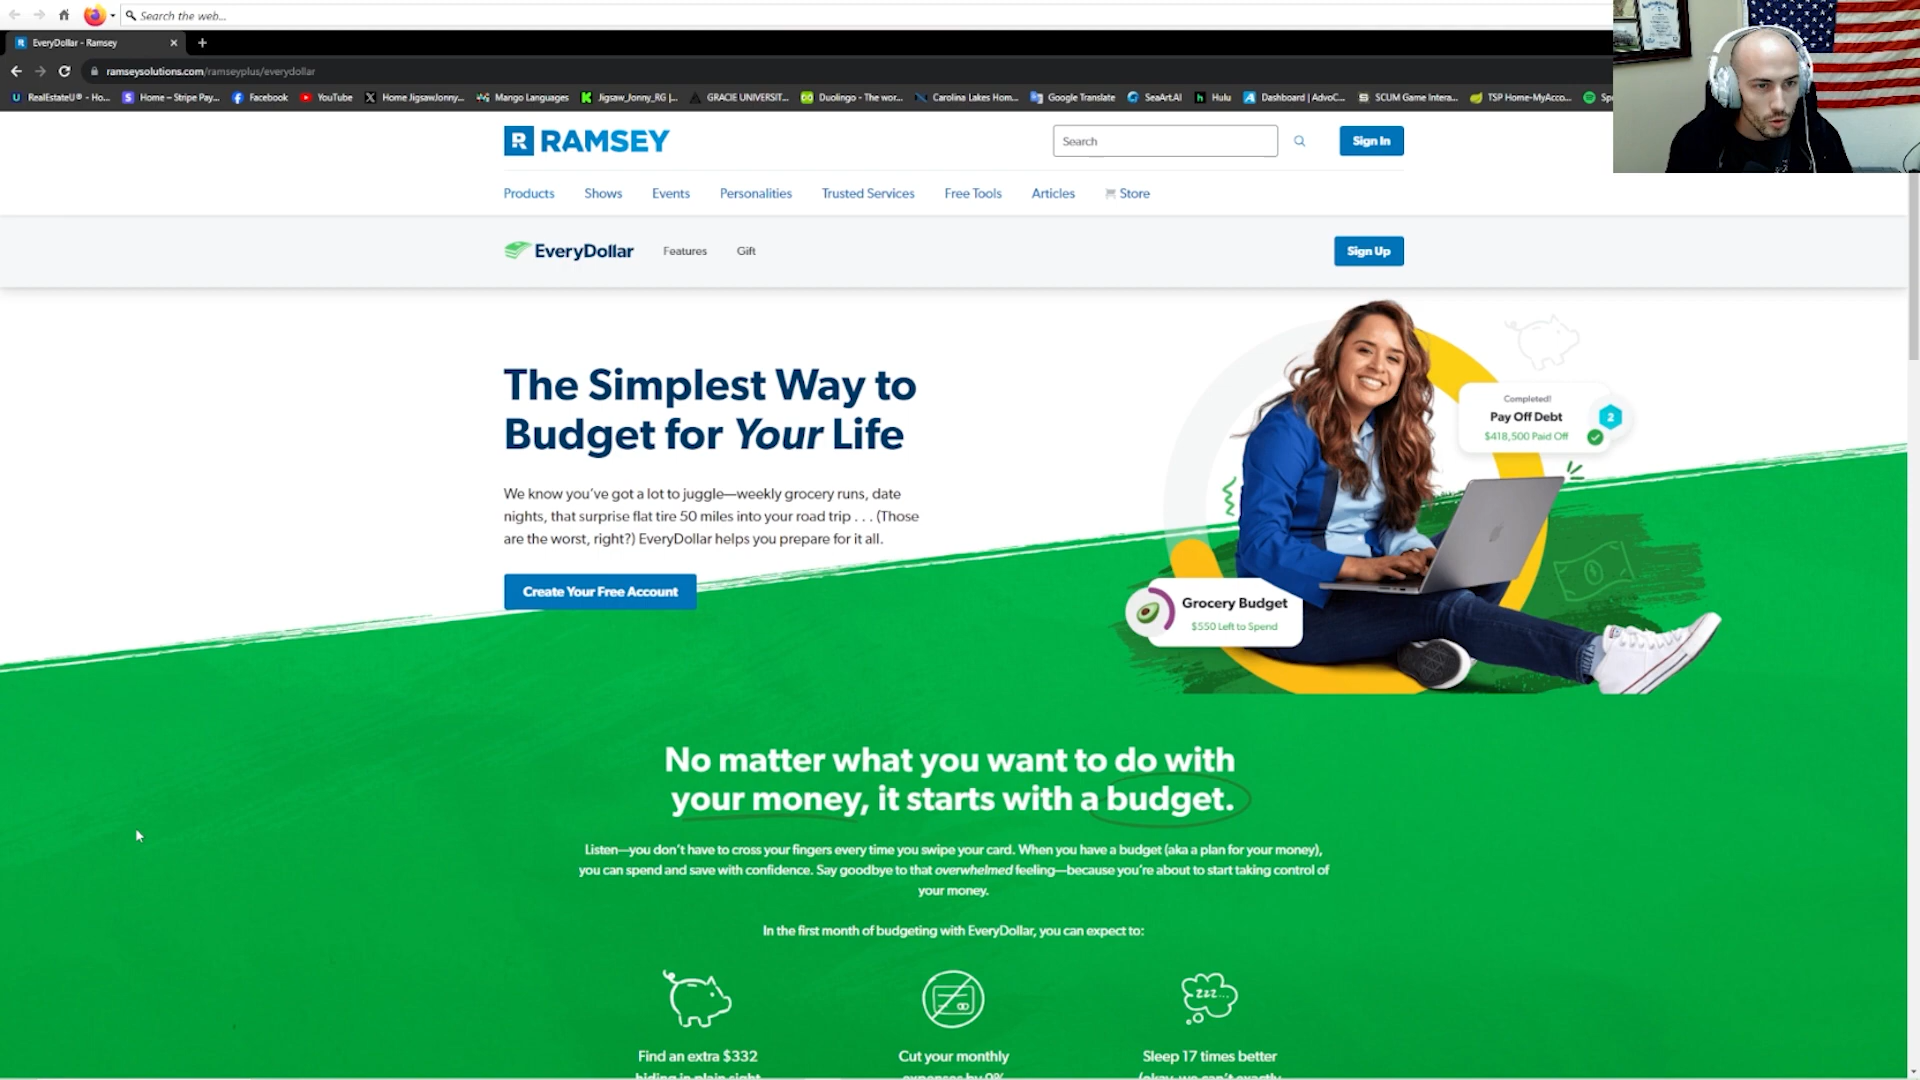 Search the web...
EveryDollar - Ramsey
ramseysolutions.com/ramseyplus/everydollar
RealEstateU® - Ho...
Home – Stripe Pay...
Facebook
YouTube
Home JigsawJonny...
Mango Languages
Jigsaw_Jonny_RG |...
GRACIE UNIVERSIT...
Duolingo - The wor...
Carolina Lakes Hom...
Google Translate
SeaArt.AI
Hulu
Dashboard | AdvoC...
SCUM Game Intera...
TSP Home-MyAcco...
RAMSEY
Search
Sign In
Products
Shows
Events
Personalities
Trusted Services
Free Tools
Articles
Store
EveryDollar
Features
Gift
Sign Up
The Simplest Way to
Budget for Your Life
We know you've got a lot to juggle—weekly grocery runs, date
nights, that surprise flat tire 50 miles into your road trip . . . (Those
are the worst, right?) EveryDollar helps you prepare for it all.
Create Your Free Account
Completed!
Pay Off Debt
$418,500 Paid Off
2
Grocery Budget
$550 Left to Spend
No matter what you want to do with
your money, it starts with a budget.
Listen—you don't have to cross your fingers every time you swipe your card. When you have a budget (aka a plan for your money),
you can spend and save with confidence. Say goodbye to that overwhelmed feeling—because you're about to start taking control of
your money.
In the first month of budgeting with EveryDollar, you can expect to:
zzz...
Find an extra $332
hiding in plain sight
Cut your monthly
expenses by 9%
Sleep 17 times better
(okay, we can't exactly